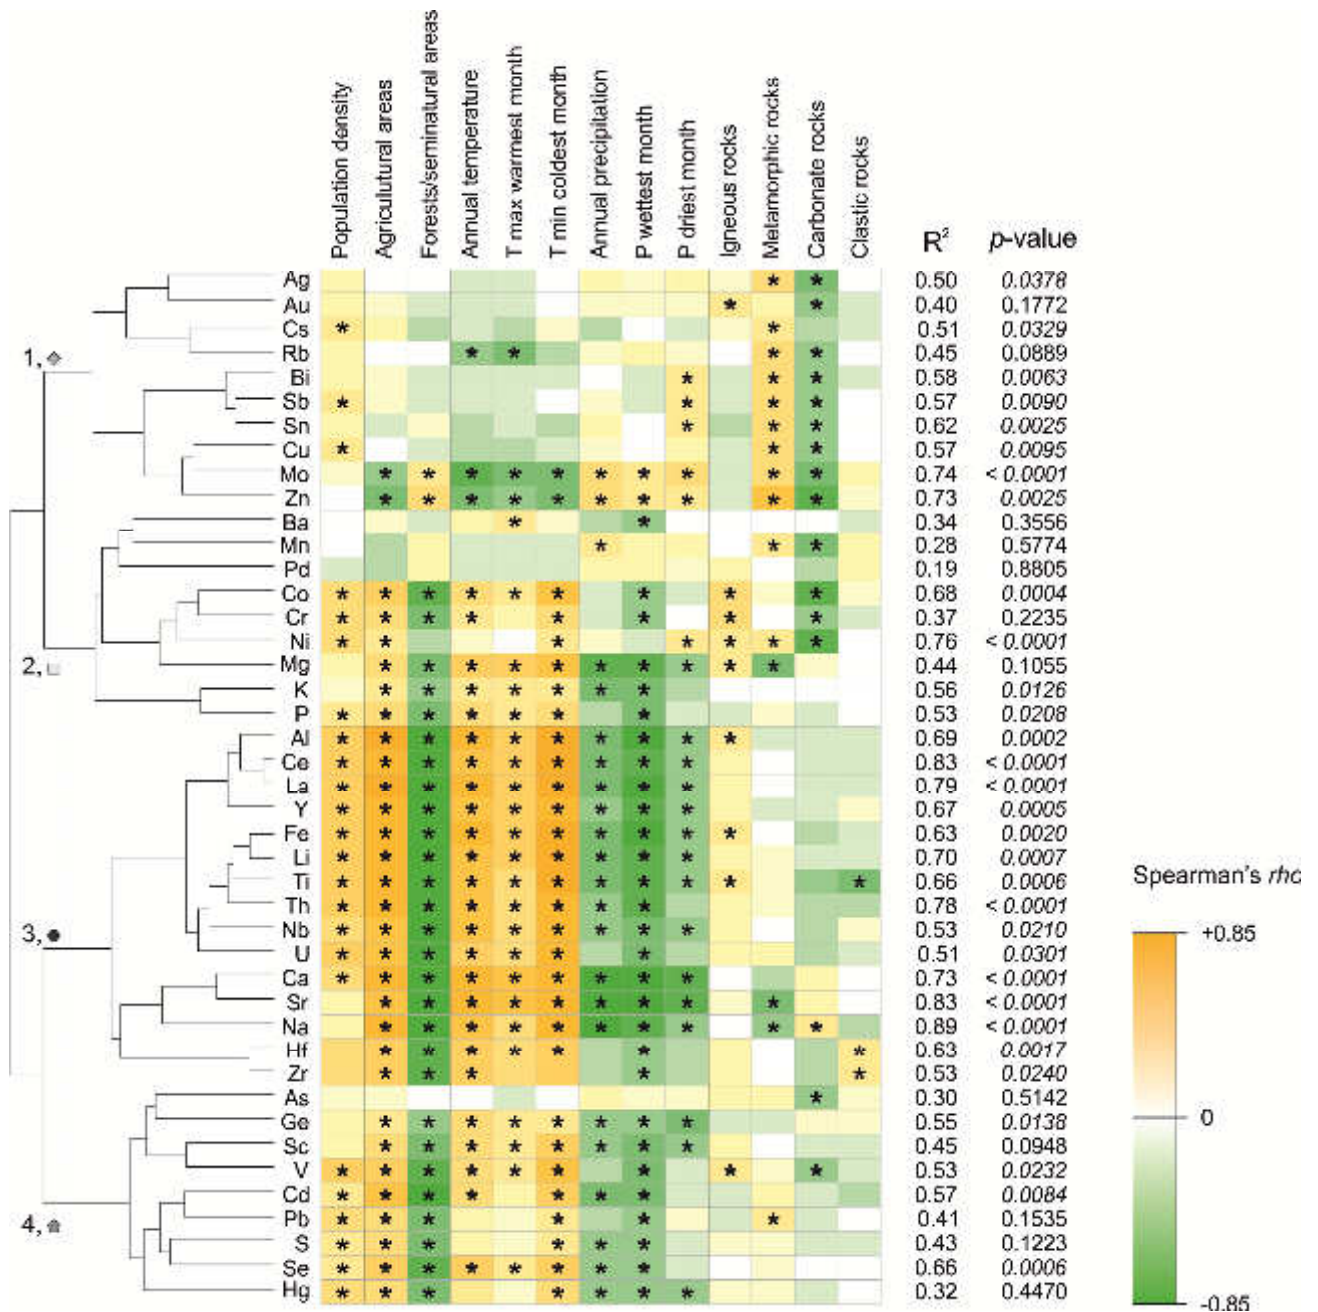 Population density
Agriculutural areas
Forests/seminatural areas
Annual temperature
T max warmest month
T min coldest month
Annual precipitation
P wettest month
P driest month
Igneous rocks
Metamorphic rocks
Carbonate rocks
Clastic rocks
R² p-value
Ag 0.50 0.0378
Au 0.40 0.1772
Cs 0.51 0.0329
Rb 0.45 0.0889
1,
Bi 0.58 0.0063
Sb 0.57 0.0090
Sn 0.62 0.0025
Cu 0.57 0.0095
Mo 0.74 < 0.0001
Zn 0.73 0.0025
Ba 0.34 0.3556
Mn 0.28 0.5774
Pd 0.19 0.8805
Co 0.68 0.0004
Cr 0.37 0.2235
Ni 0.76 < 0.0001
2,
Mg 0.44 0.1055
K 0.56 0.0126
P 0.53 0.0208
Al 0.69 0.0002
Ce 0.83 < 0.0001
La 0.79 < 0.0001
Y 0.67 0.0005
Fe 0.63 0.0020
Li 0.70 0.0007
Ti 0.66 0.0006
Th 0.78 < 0.0001
Nb 0.53 0.0210
3,
U 0.51 0.0301
Ca 0.73 < 0.0001
Sr 0.83 < 0.0001
Na 0.89 < 0.0001
Hf 0.63 0.0017
Zr 0.53 0.0240
As 0.30 0.5142
Ge 0.55 0.0138
Sc 0.45 0.0948
V 0.53 0.0232
Cd 0.57 0.0084
Pb 0.41 0.1535
4,
S 0.43 0.1223
Se 0.66 0.0006
Hg 0.32 0.4470
Spearman's rho
+0.85
0
-0.85